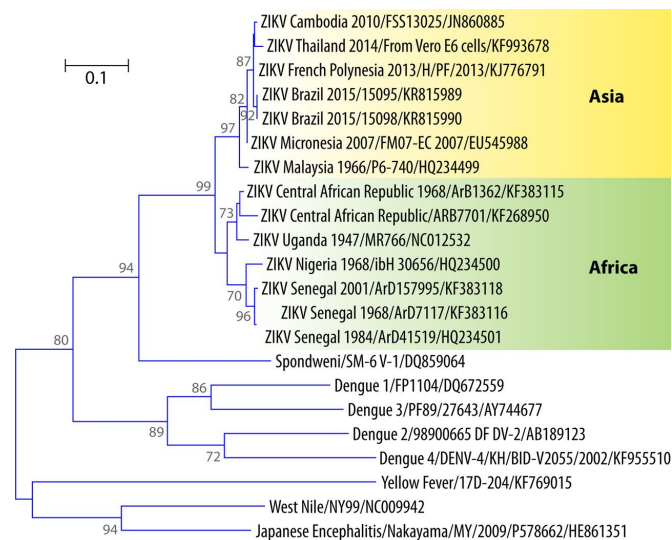 ZIKV Cambodia 2010/FSS13025/JN860885
87
ZIKV Thailand 2014/From Vero E6 cells/KF993678
0.1
ZIKV French Polynesia 2013/H/PF/2013/KJ776791
82
ZIKV Brazil 2015/15095/KR815989
Asia
92
ZIKV Brazil 2015/15098/KR815990
97
ZIKV Micronesia 2007/FM07-EC 2007/EU545988
ZIKV Malaysia 1966/P6-740/HQ234499
99
ZIKV Central African Republic 1968/ArB1362/KF383115
73
ZIKV Central African Republic/ARB7701/KF268950
ZIKV Uganda 1947/MR766/NC012532
94
ZIKV Nigeria 1968/ibH 30656/HQ234500
Africa
70
ZIKV Senegal 2001/ArD157995/KF383118
96
ZIKV Senegal 1968/ArD7117/KF383116
ZIKV Senegal 1984/ArD41519/HQ234501
80
Spondweni/SM-6 V-1/DQ859064
86
Dengue 1/FP1104/DQ672559
Dengue 3/PF89/27643/AY744677
89
Dengue 2/98900665 DF DV-2/AB189123
72
Dengue 4/DENV-4/KH/BID-V2055/2002/KF955510
Yellow Fever/17D-204/KF769015
West Nile/NY99/NC009942
94
Japanese Encephalitis/Nakayama/MY/2009/P578662/HE861351